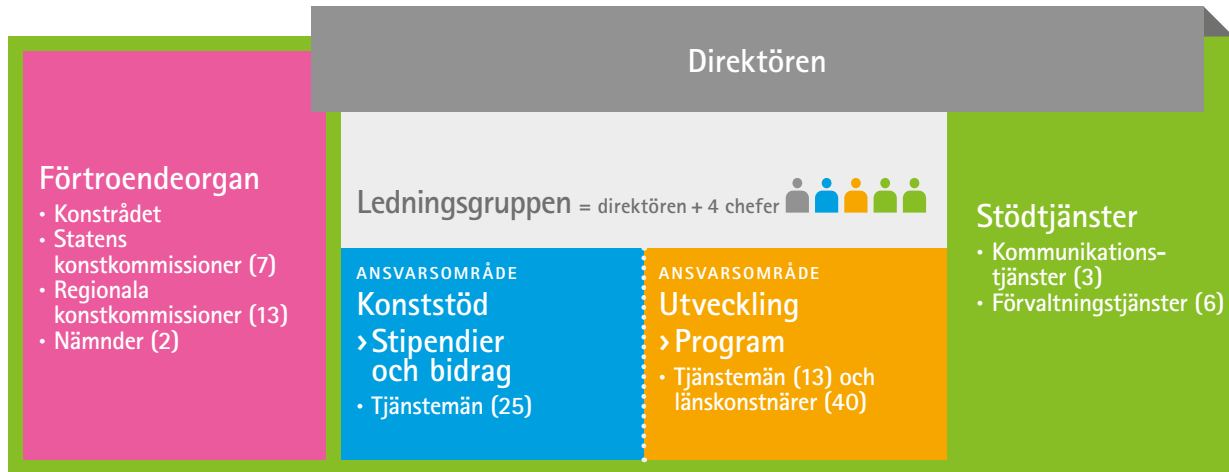 Direktören
Förtroendeorgan
• Konstrådet
• Statens
konstkommissioner (7)
• Regionala
konstkommissioner (13)
• Nämnder (2)
Ledningsgruppen = direktören + 4 chefer
ANSVARSOMRÅDE
Konststöd
› Stipendier
och bidrag
• Tjänstemän (25)
ANSVARSOMRÅDE
Utveckling
› Program
• Tjänstemän (13) och
länskonstnärer (40)
Stödtjänster
• Kommunikations-
tjänster (3)
• Förvaltningstjänster (6)